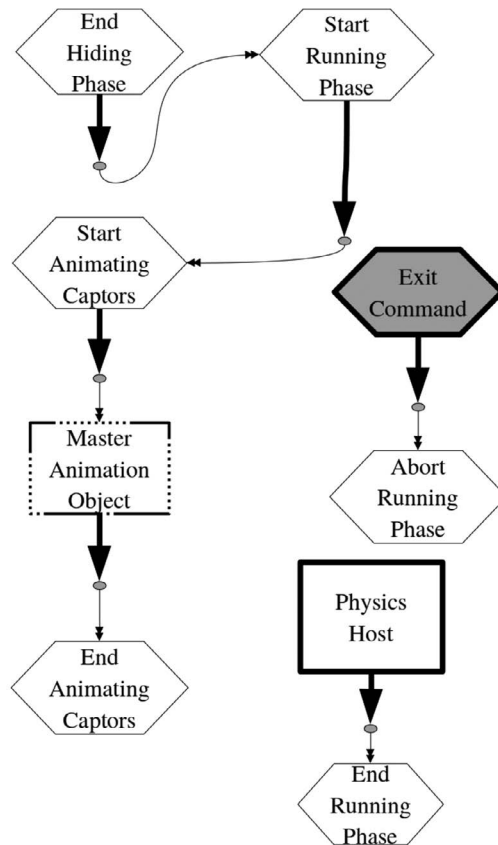 End
Hiding
Phase
Start
Running
Phase
Start
Animating
Captors
Exit
Command
Master
Animation
Object
Abort
Running
Phase
Physics
Host
End
Animating
Captors
End
Running
Phase